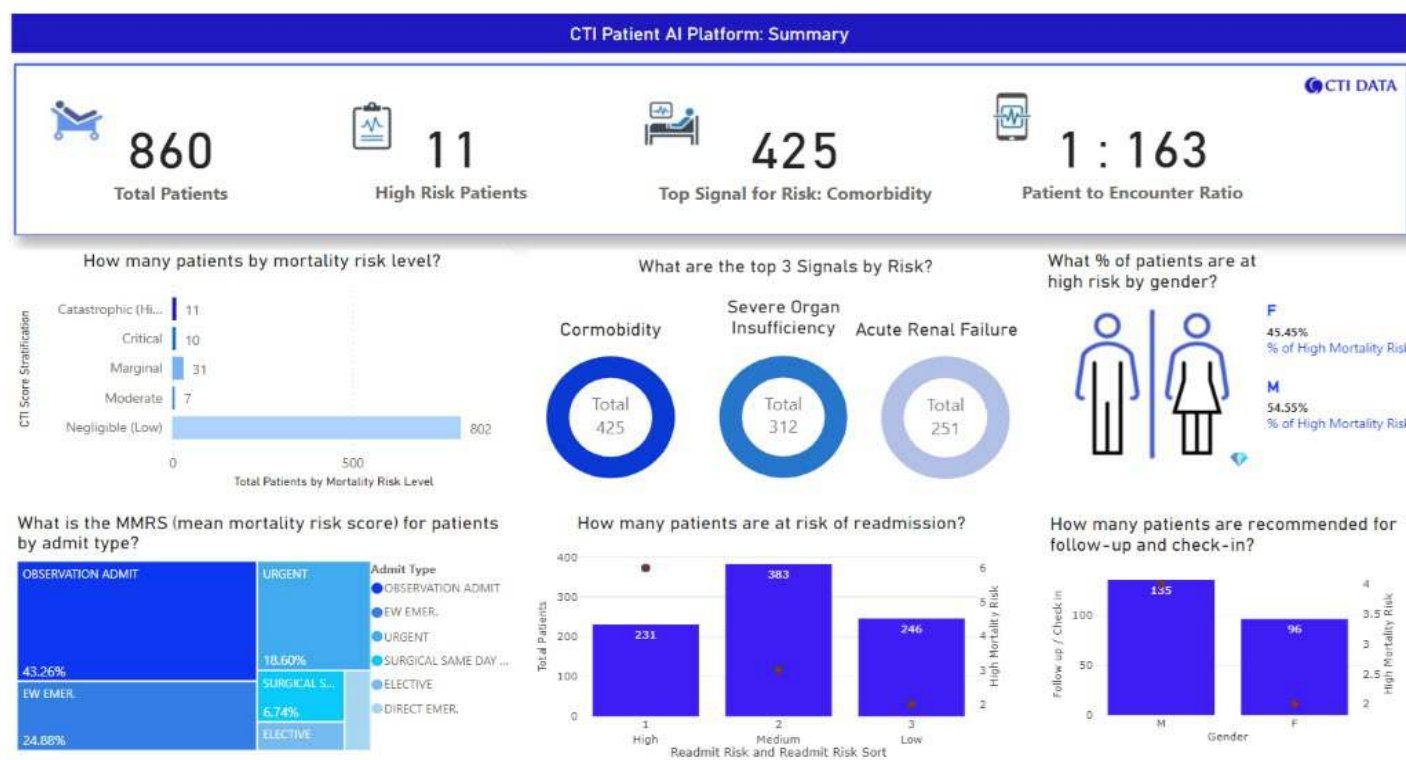 CTI Patient AI Platform: Summary
CTI DATA
860
Total Patients
11
High Risk Patients
425
Top Signal for Risk: Comorbidity
1 : 163
Patient to Encounter Ratio
How many patients by mortality risk level?
CTI Score Stratification
Catastrophic (Hi... 11
Critical 10
Marginal 31
Moderate 7
Negligible (Low) 802
0 500
Total Patients by Mortality Risk Level
What are the top 3 Signals by Risk?
Cormobidity
Total
425
Severe Organ
Insufficiency
Total
312
Acute Renal Failure
Total
251
What % of patients are at
high risk by gender?
F
45.45%
% of High Mortality Risk
M
54.55%
% of High Mortality Risk
What is the MMRS (mean mortality risk score) for patients
by admit type?
OBSERVATION ADMIT
43.26%
EW EMER.
24.88%
URGENT
18.60%
SURGICAL S...
6.74%
ELECTIVE
Admit Type
OBSERVATION ADMIT
EW EMER.
URGENT
SURGICAL SAME DAY ...
ELECTIVE
DIRECT EMER.
How many patients are at risk of readmission?
Total Patients
400
300
200
100
0
231
383
246
6
5
4
3
2
High Mortality Risk
1 2 3
High Medium Low
Readmit Risk and Readmit Risk Sort
How many patients are recommended for
follow-up and check-in?
Follow up / Check in
100
50
0
135
96
4
3.5
3
2.5
2
High Mortality Risk
M F
Gender